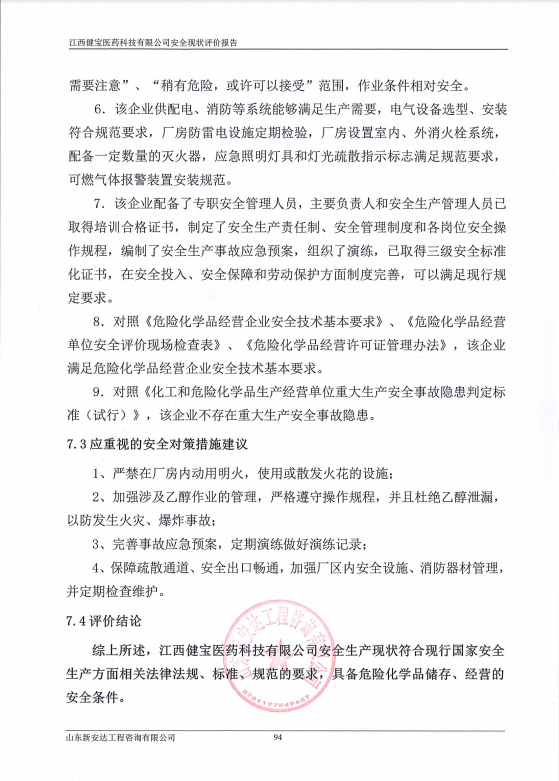 江西健宝医药科技有限公司安全现状评价报告
需要注意”、“稍有危险，或许可以接受”范围，作业条件相对安全。
6．该企业供配电、消防等系统能够满足生产需要，电气设备选型、安装
符合规范要求，厂房防雷电设施定期检验，厂房设置室内、外消火栓系统，
配备一定数量的灭火器，应急照明灯具和灯光疏散指示标志满足规范要求，
可燃气体报警装置安装规范。
7．该企业配备了专职安全管理人员，主要负责人和安全生产管理人员已
取得培训合格证书，制定了安全生产责任制、安全管理制度和各岗位安全操
作规程，编制了安全生产事故应急预案，组织了演练，已取得三级安全标准
化证书，在安全投入、安全保障和劳动保护方面制度完善，可以满足现行规
定要求。
8．对照《危险化学品经营企业安全技术基本要求》、《危险化学品经营
单位安全评价现场检查表》、《危险化学品经营许可证管理办法》，该企业
满足危险化学品经营企业安全技术基本要求。
9．对照《化工和危险化学品生产经营单位重大生产安全事故隐患判定标
准（试行）》，该企业不存在重大生产安全事故隐患。
7.3 应重视的安全对策措施建议
1、严禁在厂房内动用明火，使用或散发火花的设施；
2、加强涉及乙醇作业的管理，严格遵守操作规程，并且杜绝乙醇泄漏，
以防发生火灾、爆炸事故；
3、完善事故应急预案，定期演练做好演练记录；
4、保障疏散通道、安全出口畅通，加强厂区内安全设施、消防器材管理，
并定期检查维护。
7.4 评价结论
综上所述，江西健宝医药科技有限公司安全生产现状符合现行国家安全
生产方面相关法律法规、标准、规范的要求，具备危险化学品储存、经营的
安全条件。
山东新安达工程咨询有限公司
3701177549657
山东新安达工程咨询有限公司 94